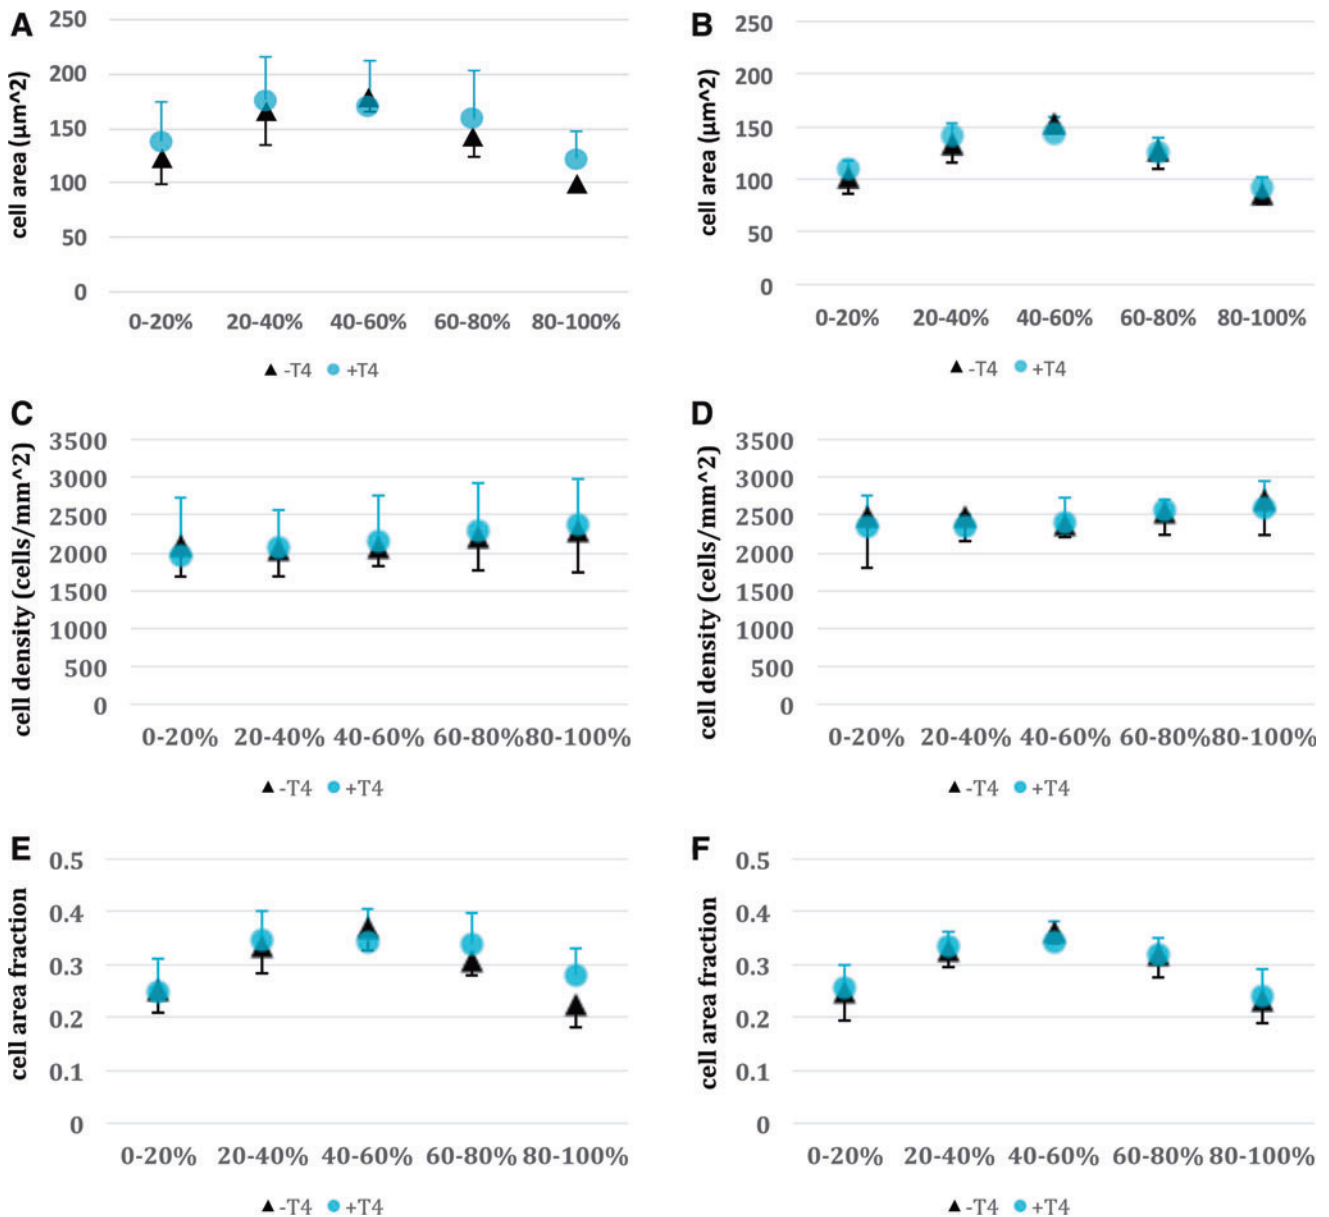 A
cell area (µm^2)
250
200
150
100
50
0
0-20% 20-40% 40-60% 60-80% 80-100%
▲ -T4 ● +T4
B
cell area (µm^2)
250
200
150
100
50
0
0-20% 20-40% 40-60% 60-80% 80-100%
▲ -T4 ● +T4
C
cell density (cells/mm^2)
3500
3000
2500
2000
1500
1000
500
0
0-20% 20-40% 40-60% 60-80% 80-100%
▲ -T4 ● +T4
D
cell density (cells/mm^2)
3500
3000
2500
2000
1500
1000
500
0
0-20% 20-40% 40-60% 60-80% 80-100%
▲ -T4 ● +T4
E
cell area fraction
0.5
0.4
0.3
0.2
0.1
0
0-20% 20-40% 40-60% 60-80% 80-100%
▲ -T4 ● +T4
F
cell area fraction
0.5
0.4
0.3
0.2
0.1
0
0-20% 20-40% 40-60% 60-80% 80-100%
▲ -T4 ● +T4